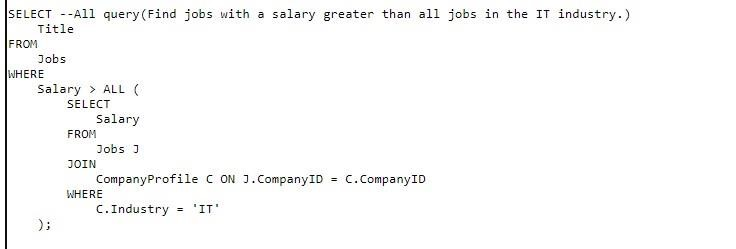 SELECT --All query(Find jobs with a salary greater than all jobs in the IT industry.)
    Title
FROM
    Jobs
WHERE
    Salary > ALL (
        SELECT
            Salary
        FROM
            Jobs J
        JOIN
            CompanyProfile C ON J.CompanyID = C.CompanyID
        WHERE
            C.Industry = 'IT'
    );